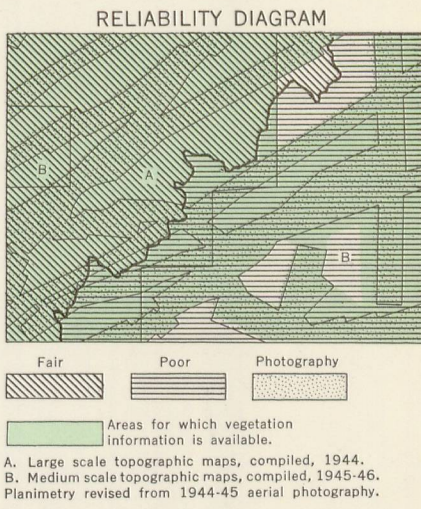 RELIABILITY DIAGRAM
B
A
B
Fair Poor Photography
Areas for which vegetation
information is available.
A. Large scale topographic maps, compiled, 1944.
B. Medium scale topographic maps, compiled, 1945-46.
Planimetry revised from 1944-45 aerial photography.